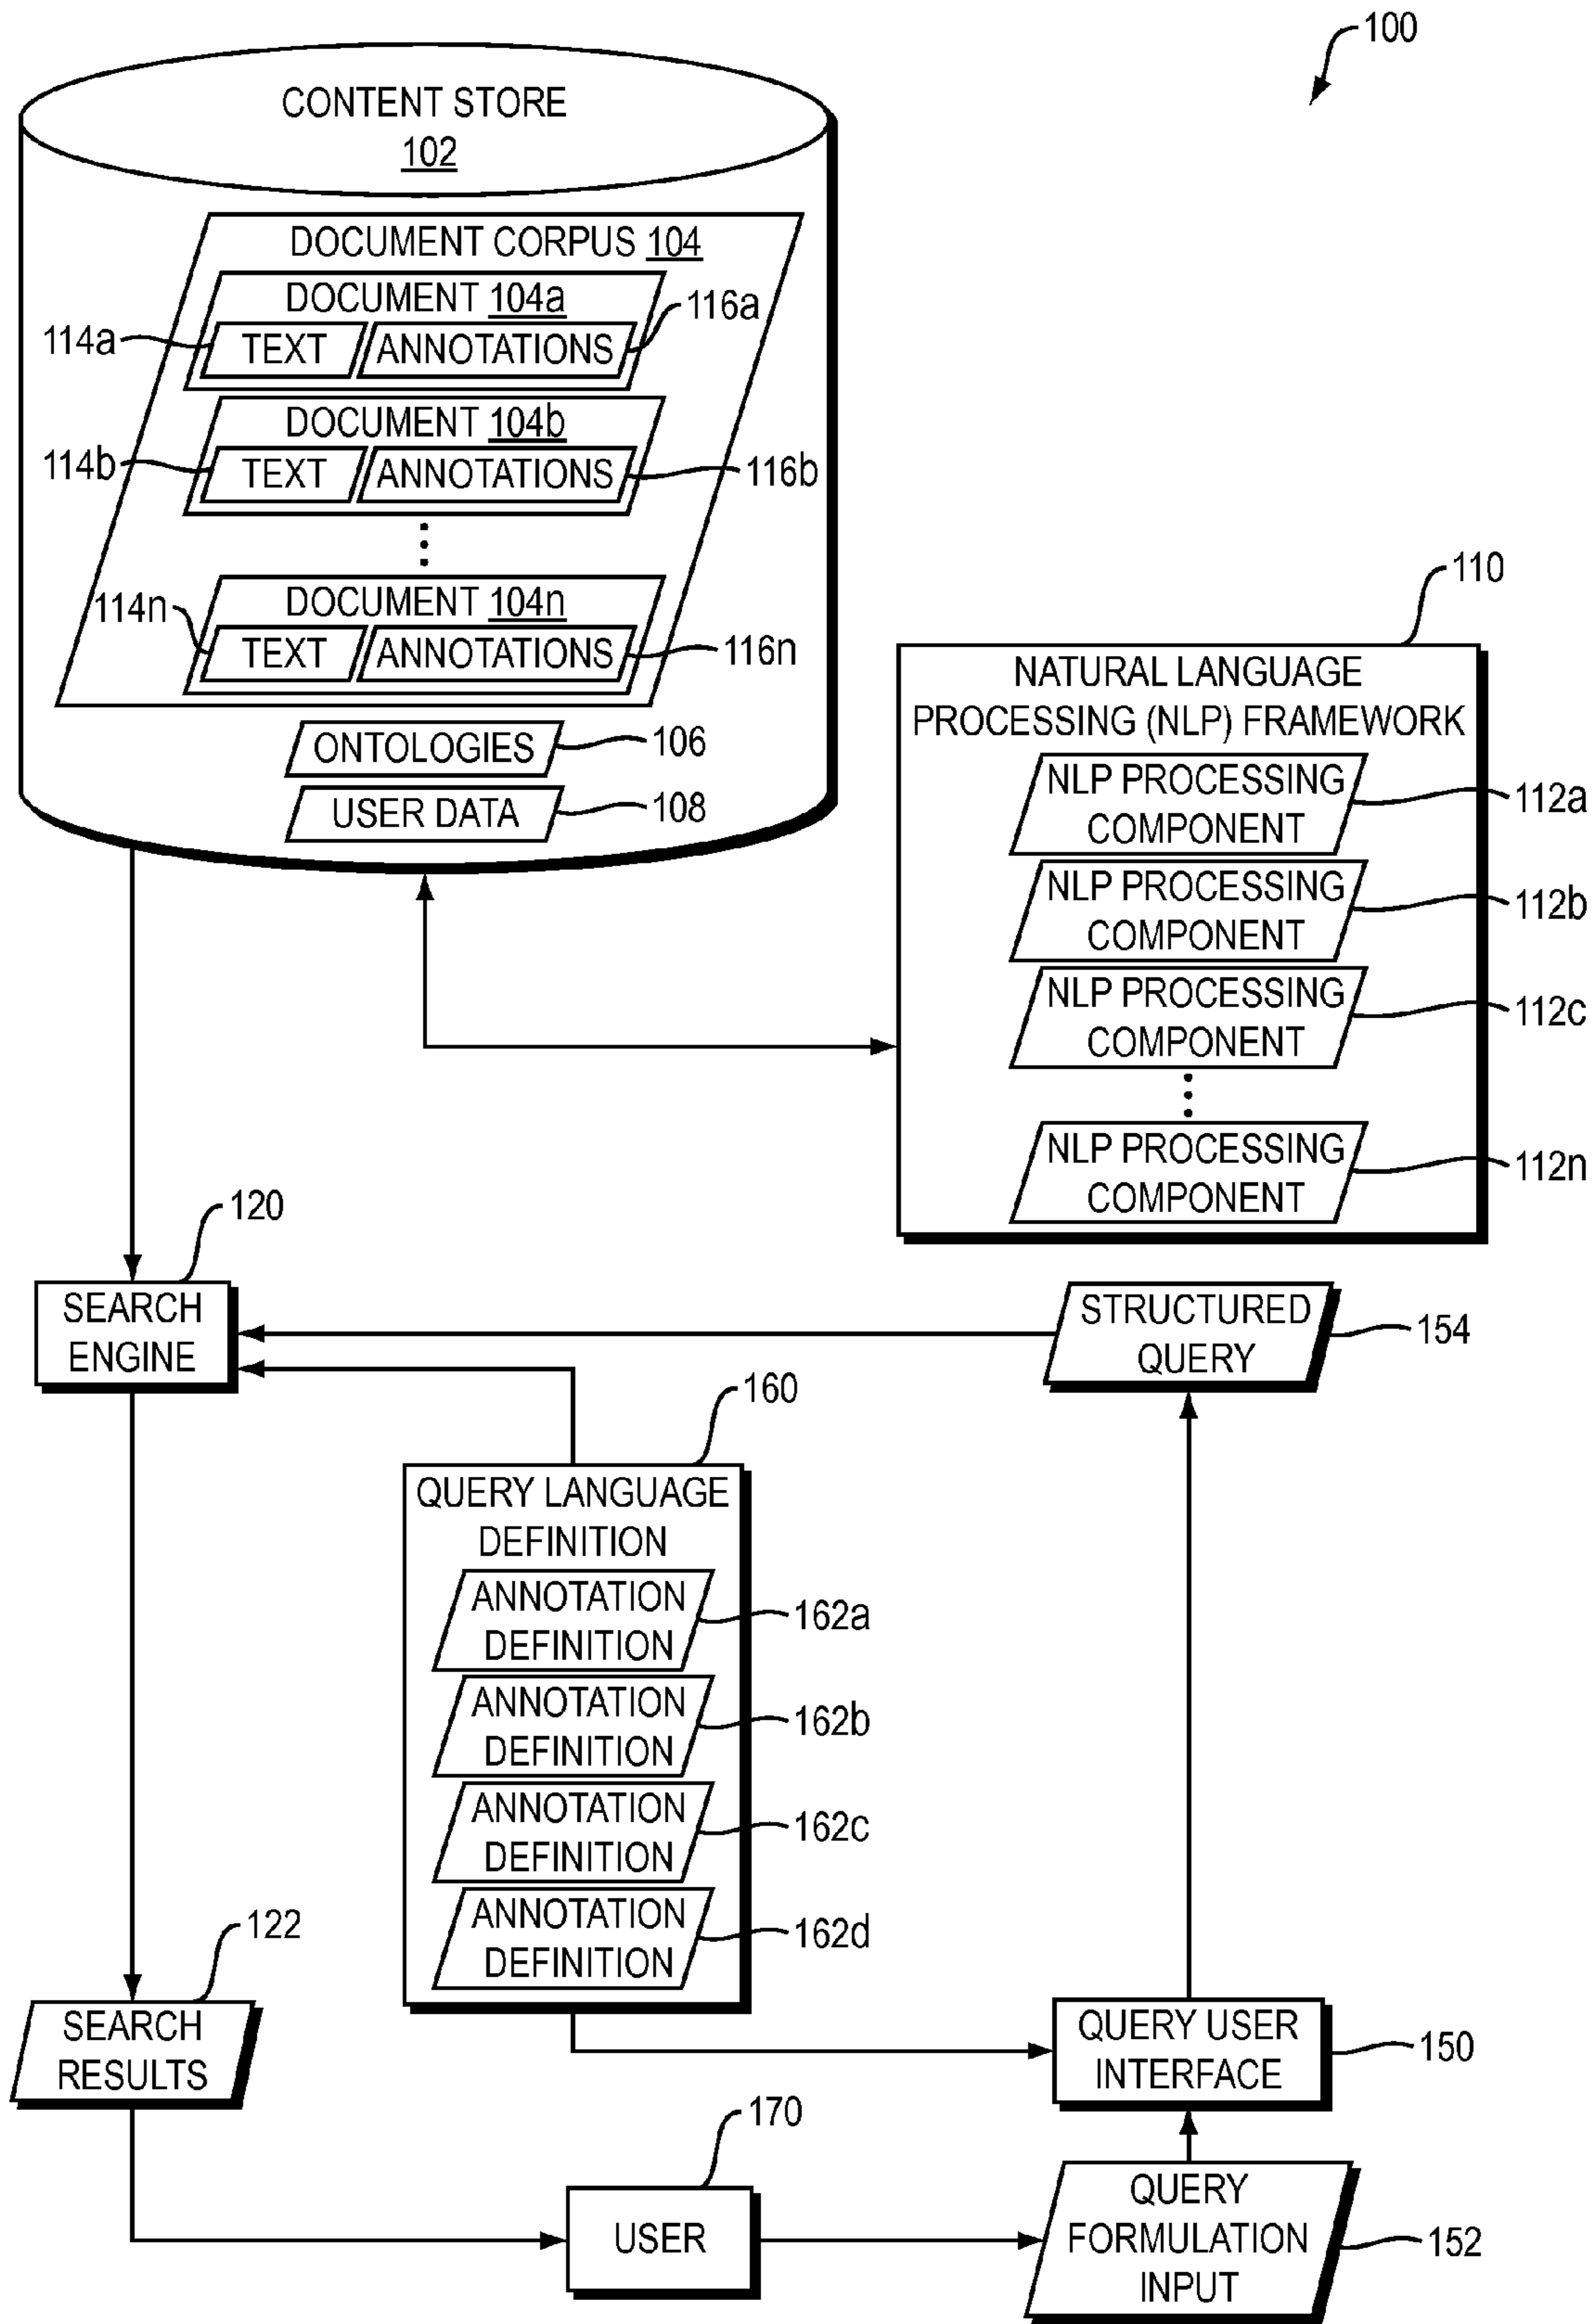 100
CONTENT STORE
102
DOCUMENT CORPUS 104
DOCUMENT 104a
116a
114a
TEXT
ANNOTATIONS
DOCUMENT 104b
114b
TEXT
ANNOTATIONS
116b
DOCUMENT 104n
114n
TEXT
ANNOTATIONS
116n
ONTOLOGIES
106
USER DATA
108
110
NATURAL LANGUAGE
PROCESSING (NLP) FRAMEWORK
NLP PROCESSING
COMPONENT
112a
NLP PROCESSING
COMPONENT
112b
NLP PROCESSING
COMPONENT
112c
NLP PROCESSING
COMPONENT
112n
120
SEARCH
ENGINE
STRUCTURED
QUERY
154
160
QUERY LANGUAGE
DEFINITION
ANNOTATION
DEFINITION
162a
ANNOTATION
DEFINITION
162b
ANNOTATION
DEFINITION
162c
ANNOTATION
DEFINITION
162d
122
SEARCH
RESULTS
QUERY USER
INTERFACE
150
170
USER
QUERY
FORMULATION
INPUT
152